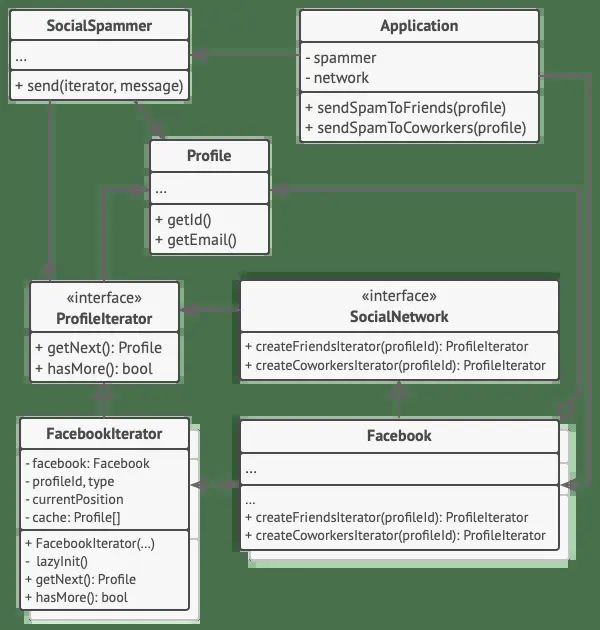 SocialSpammer
...
+ send(iterator, message)
Application
- spammer
- network
+ sendSpamToFriends(profile)
+ sendSpamToCoworkers(profile)
Profile
...
+ getId()
+ getEmail()
«interface»
ProfileIterator
+ getNext(): Profile
+ hasMore(): bool
«interface»
SocialNetwork
+ createFriendsIterator(profileId): ProfileIterator
+ createCoworkersIterator(profileId): ProfileIterator
FacebookIterator
- facebook: Facebook
- profileId, type
- currentPosition
- cache: Profile[]
+ FacebookIterator(...)
- lazyInit()
+ getNext(): Profile
+ hasMore(): bool
Facebook
...
...
+ createFriendsIterator(profileId): ProfileIterator
+ createCoworkersIterator(profileId): ProfileIterator